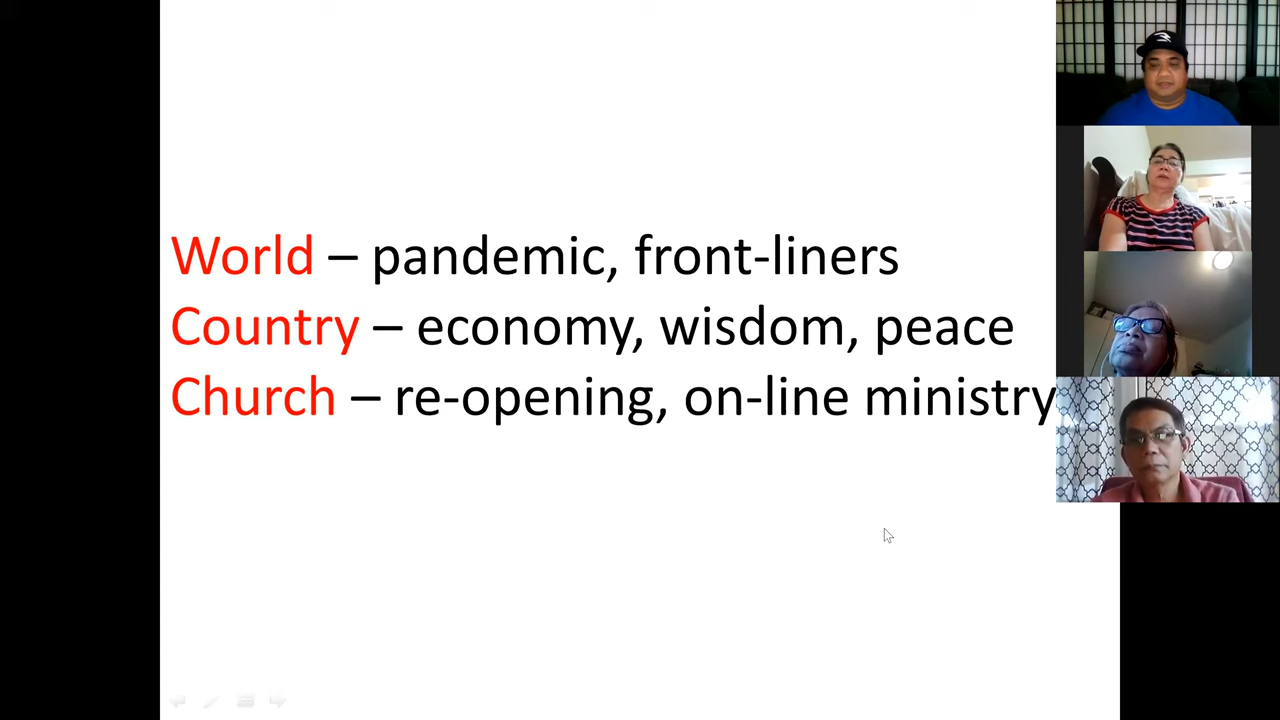 World – pandemic, front-liners
Country – economy, wisdom, peace
Church – re-opening, on-line ministry